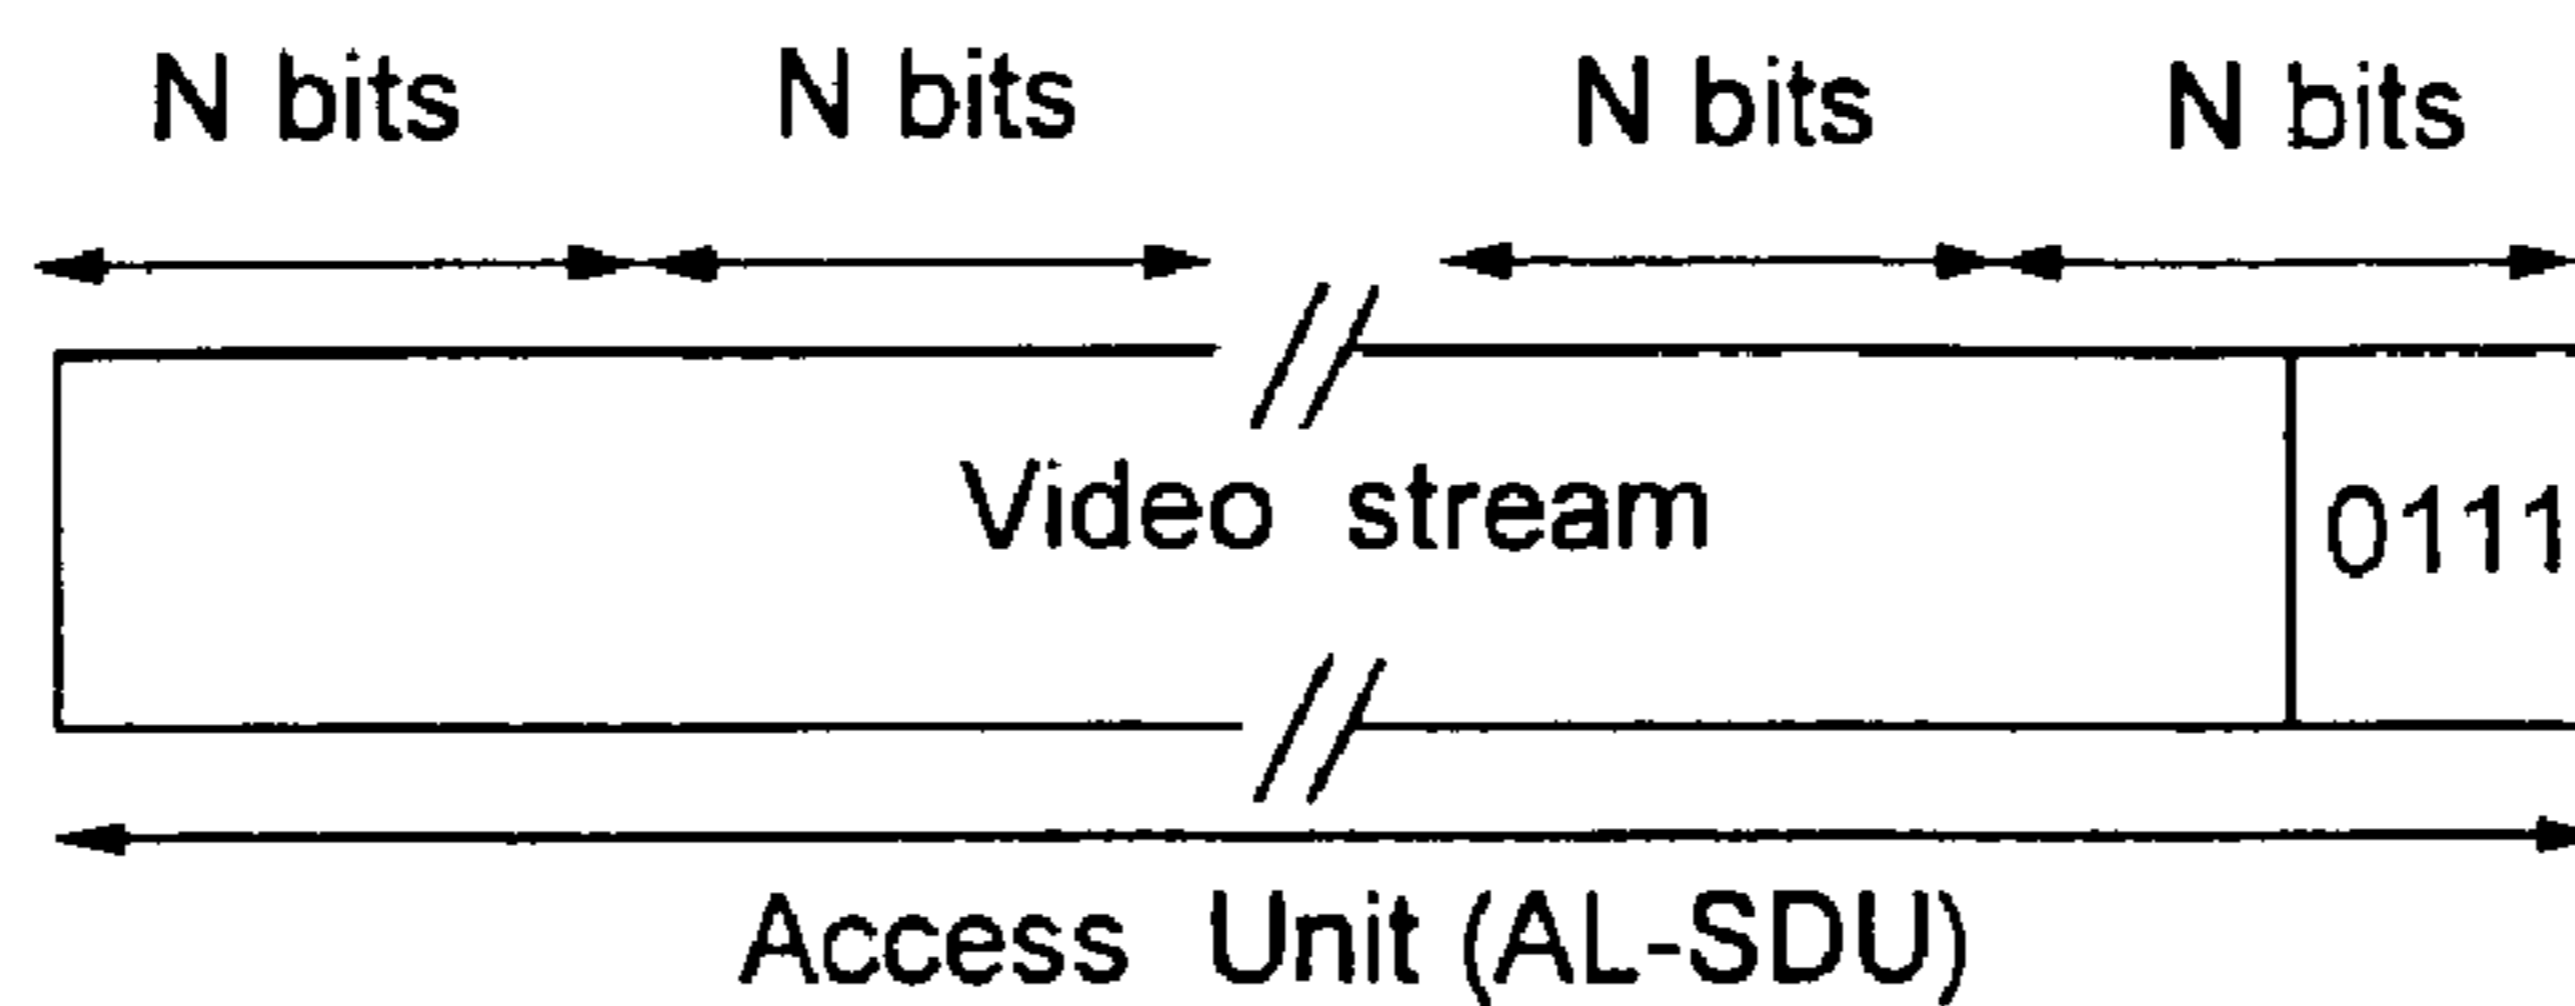 N bits N bits N bits N bits
Video stream
0111
Access Unit (AL-SDU)